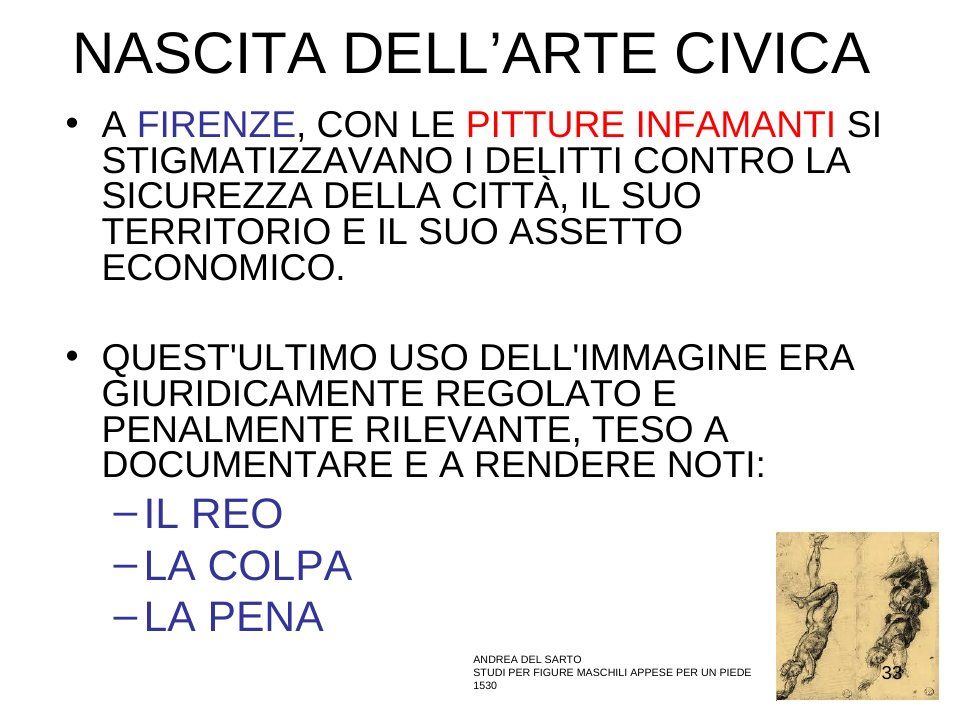 NASCITA DELL’ARTE CIVICA
• A FIRENZE, CON LE PITTURE INFAMANTI SI
STIGMATIZZAVANO I DELITTI CONTRO LA
SICUREZZA DELLA CITTÀ, IL SUO
TERRITORIO E IL SUO ASSETTO
ECONOMICO.
• QUEST'ULTIMO USO DELL'IMMAGINE ERA
GIURIDICAMENTE REGOLATO E
PENALMENTE RILEVANTE, TESO A
DOCUMENTARE E A RENDERE NOTI:
– IL REO
– LA COLPA
– LA PENA
ANDREA DEL SARTO
STUDI PER FIGURE MASCHILI APPESE PER UN PIEDE
1530
33